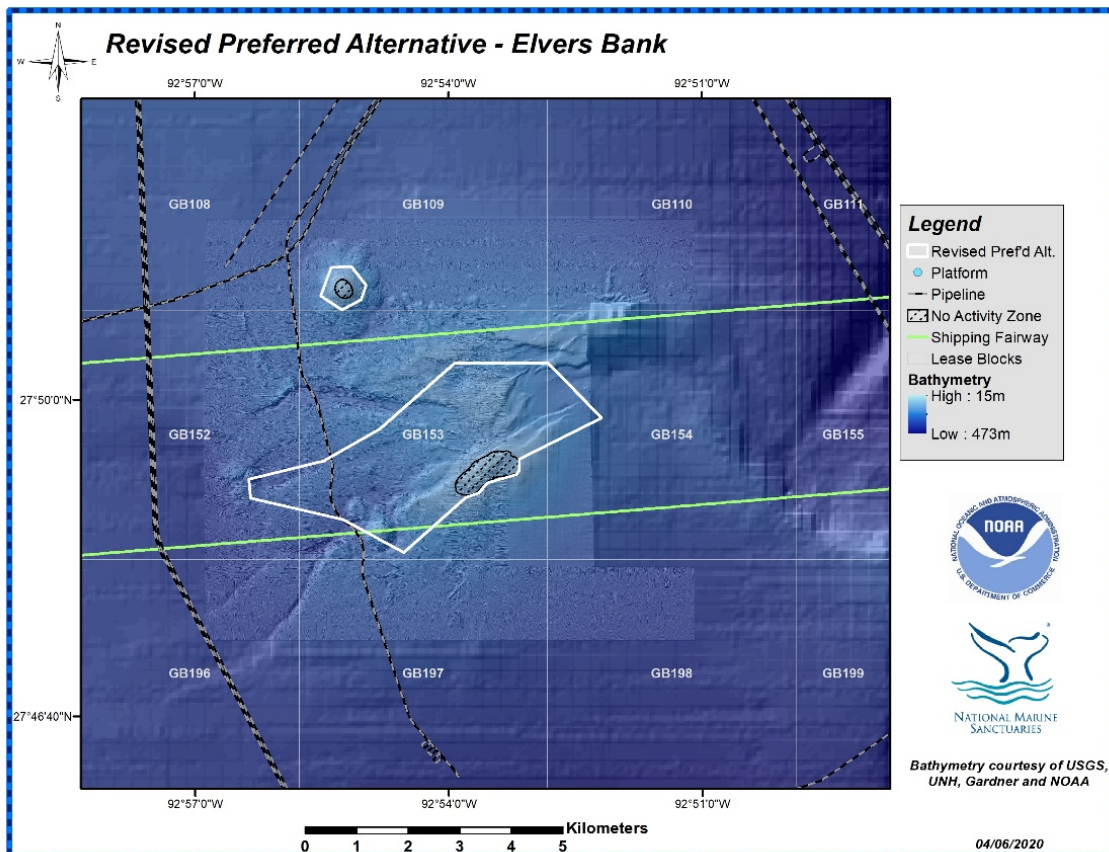 Revised Preferred Alternative - Elvers Bank
N
W E
S
92°57'0"W 92°54'0"W 92°51'0"W
GB108 GB109 GB110 GB111
27°50'0"N
GB152 GB153 GB154 GB155
GB196 GB197 GB198 GB199
27°46'40"N
92°57'0"W 92°54'0"W 92°51'0"W
Kilometers
0 1 2 3 4 5
Legend
Revised Pref'd Alt.
Platform
Pipeline
No Activity Zone
Shipping Fairway
Lease Blocks
Bathymetry
High : 15m
Low : 473m
NATIONAL OCEANIC AND ATMOSPHERIC ADMINISTRATION
NOAA
U.S. DEPARTMENT OF COMMERCE
NATIONAL MARINE
SANCTUARIES
Bathymetry courtesy of USGS,
UNH, Gardner and NOAA
04/06/2020